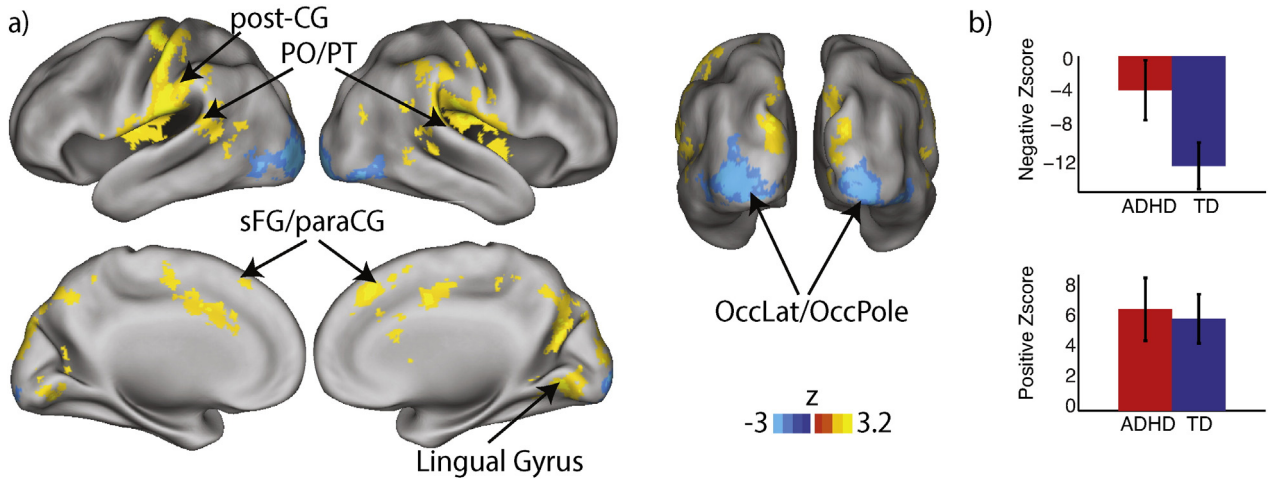 a)
post-CG
PO/PT
sFG/paraCG
Lingual Gyrus
OccLat/OccPole
z
-3 3.2
b)
Negative Zscore
0
-4
-8
-12
ADHD TD
Positive Zscore
8
6
4
2
0
ADHD TD